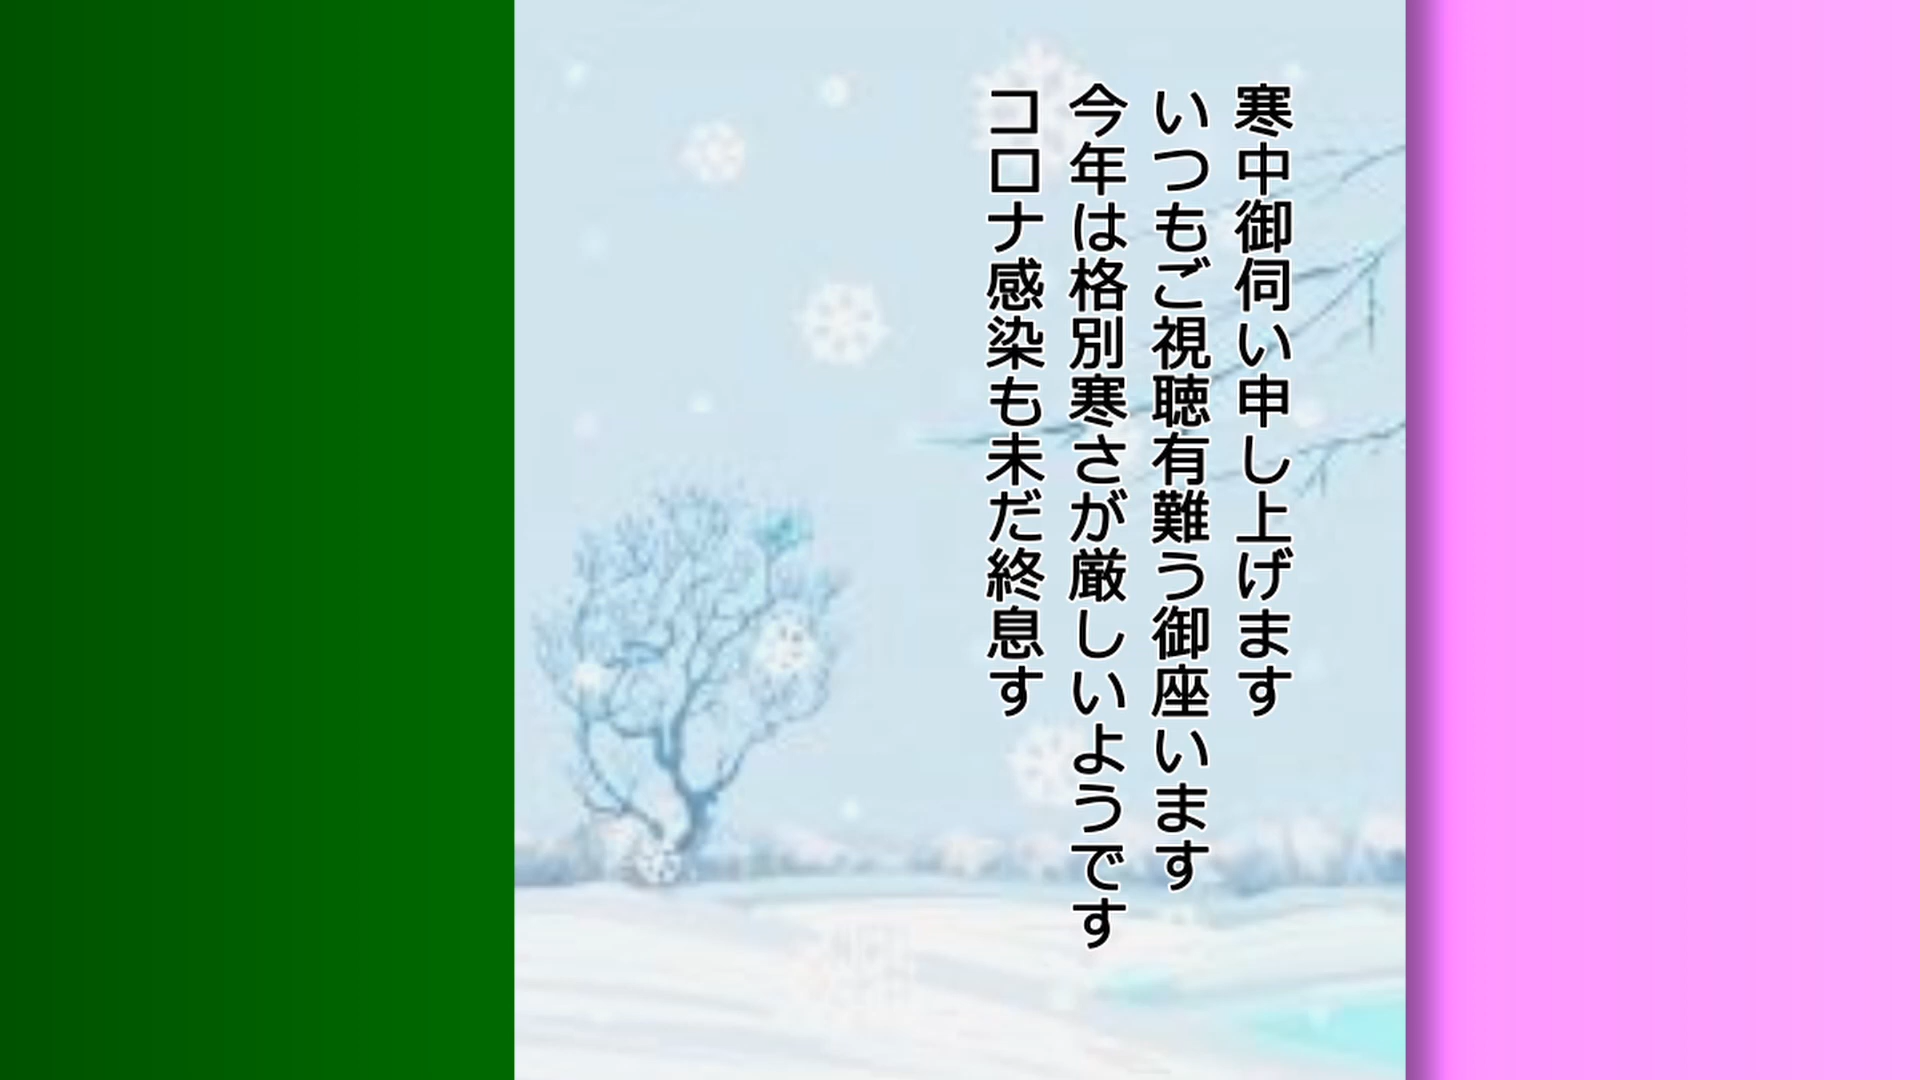 寒中御伺い申し上げます
いつもご視聴有難う御座います
今年は格別寒さが厳しいようです
コロナ感染も未だ終息す